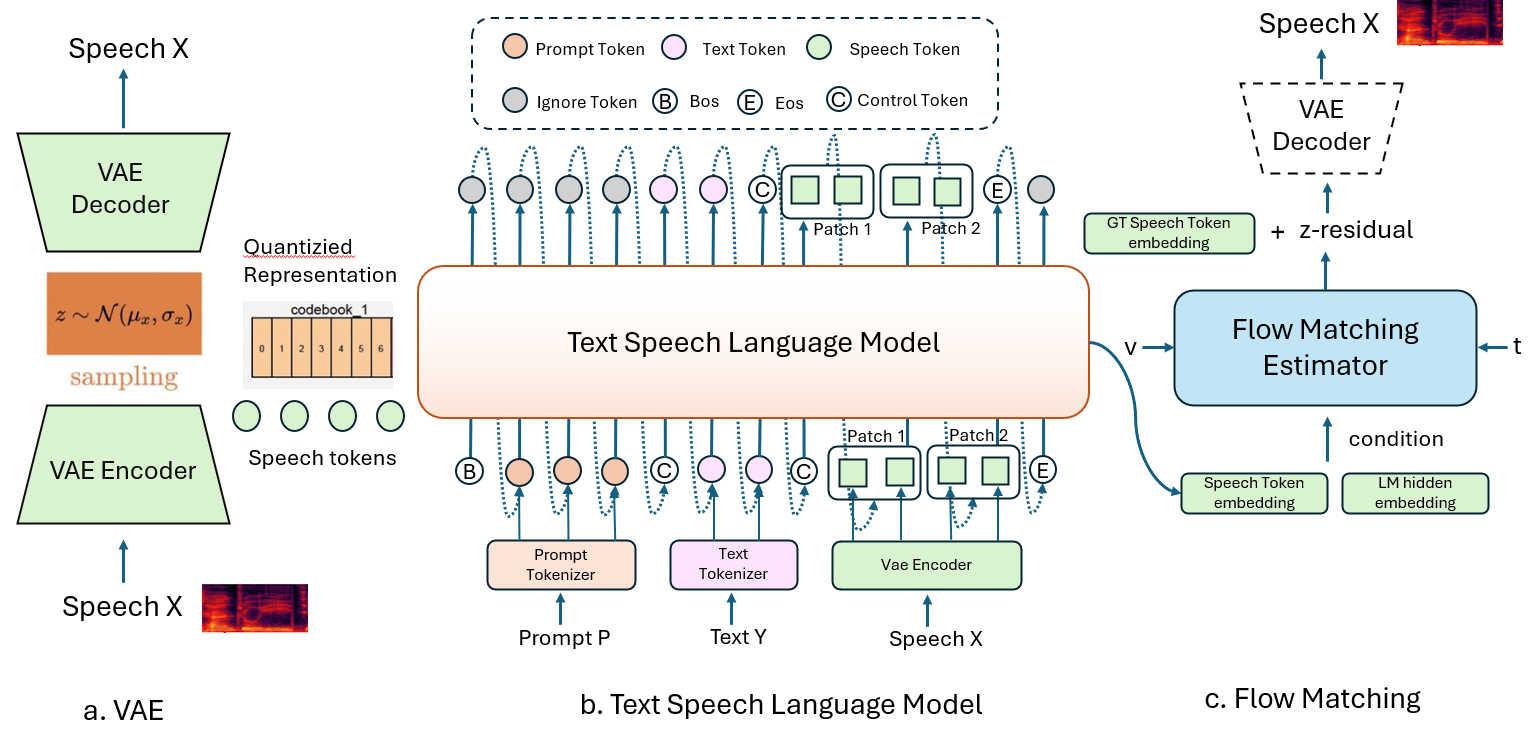 Speech X
VAE
Decoder
z ∼ 𝒩(μₓ, σₓ)
sampling
VAE Encoder
Speech X
a. VAE
Quantizied
Representation
codebook_1
0 1 2 3 4 5 6
Speech tokens
Prompt Token Text Token Speech Token
Ignore Token B Bos E Eos C Control Token
C E
Patch 1 Patch 2
Text Speech Language Model
Patch 1 Patch 2
B C C E
Prompt
Tokenizer
Text
Tokenizer
Vae Encoder
Prompt P Text Y Speech X
b. Text Speech Language Model
Speech X
VAE
Decoder
GT Speech Token
embedding
+ z-residual
Flow Matching
Estimator
v
t
condition
Speech Token
embedding
LM hidden
embedding
c. Flow Matching